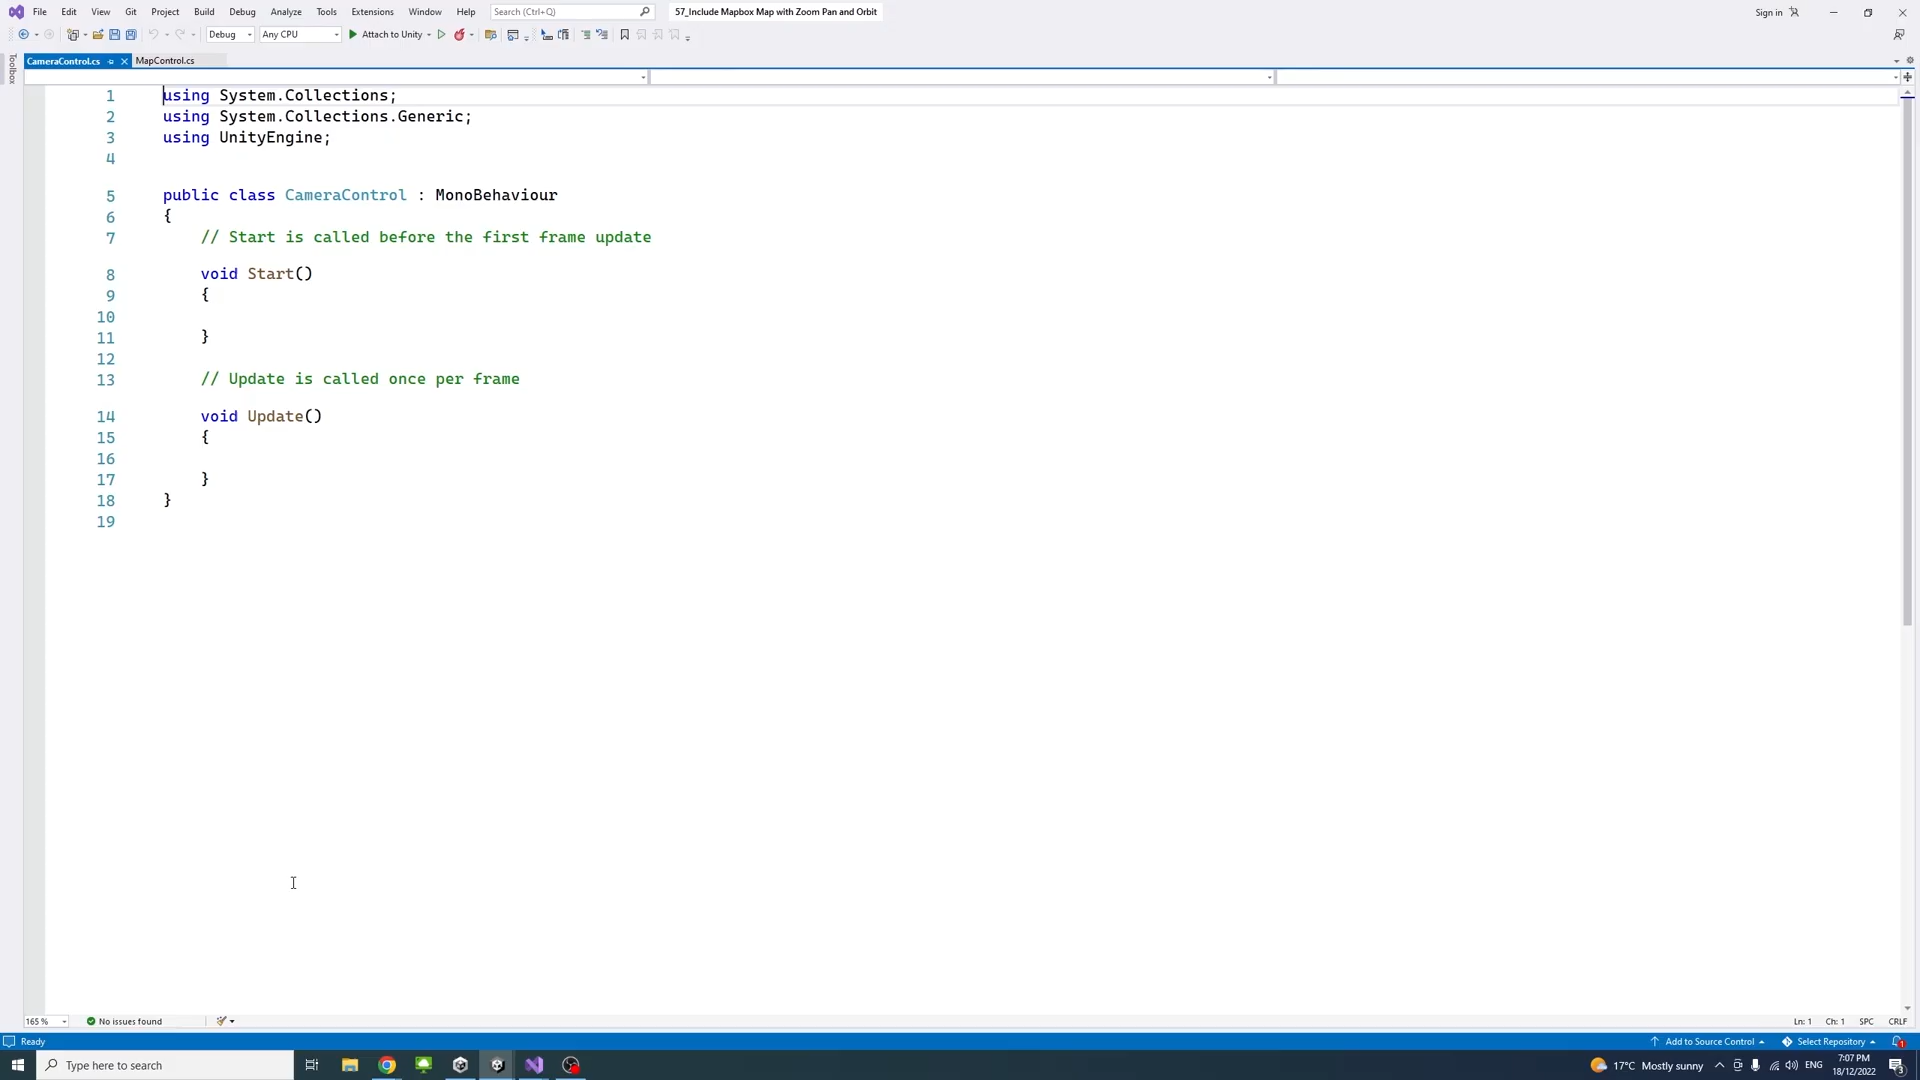 File Edit View Git Project Build Debug Analyze Tools Extensions Window Help Search (Ctrl+Q) 57_Include Mapbox Map with Zoom Pan and Orbit Sign in
Debug Any CPU Attach to Unity
Toolbox
CameraControl.cs MapControl.cs
1 using System.Collections;
2 using System.Collections.Generic;
3 using UnityEngine;
4
5 public class CameraControl : MonoBehaviour
6 {
7 // Start is called before the first frame update
8 void Start()
9 {
10
11 }
12
13 // Update is called once per frame
14 void Update()
15 {
16
17 }
18 }
19
165 % No issues found Ln: 1 Ch: 1 SPC CRLF
Ready Add to Source Control Select Repository 1
Type here to search 17°C Mostly sunny ENG 7:07 PM
18/12/2022 3